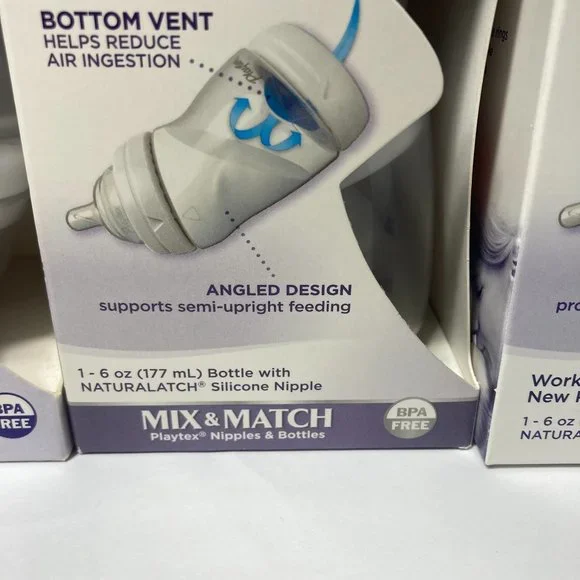 BOTTOM VENT
HELPS REDUCE
AIR INGESTION
ANGLED DESIGN
supports semi-upright feeding
1 - 6 oz (177 mL) Bottle with
NATURALATCH® Silicone Nipple
MIX & MATCH
Playtex® Nipples & Bottles
BPA
FREE
BPA
FREE
pro
Work
New
1 - 6 oz
NATURALA